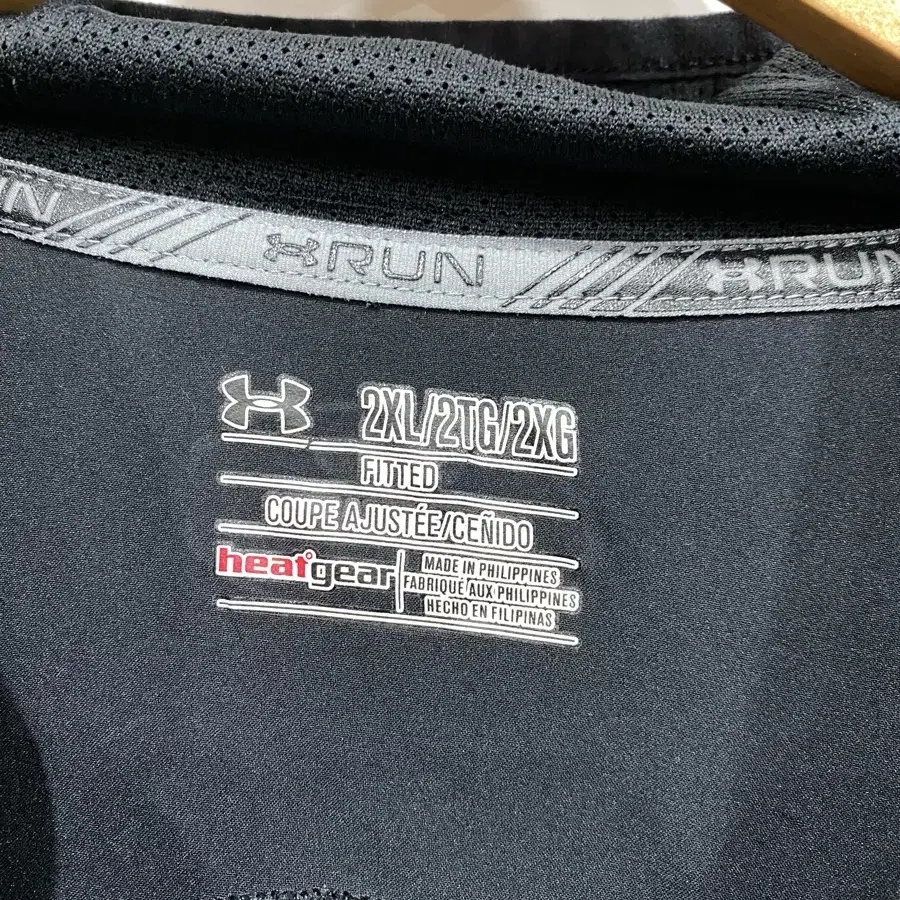 RUN
RUN
2XL/2TG/2XG
FITTED
COUPE AJUSTÉE/CEÑIDO
heatgear
MADE IN PHILIPPINES
FABRIQUÉ AUX PHILIPPINES
HECHO EN FILIPINAS